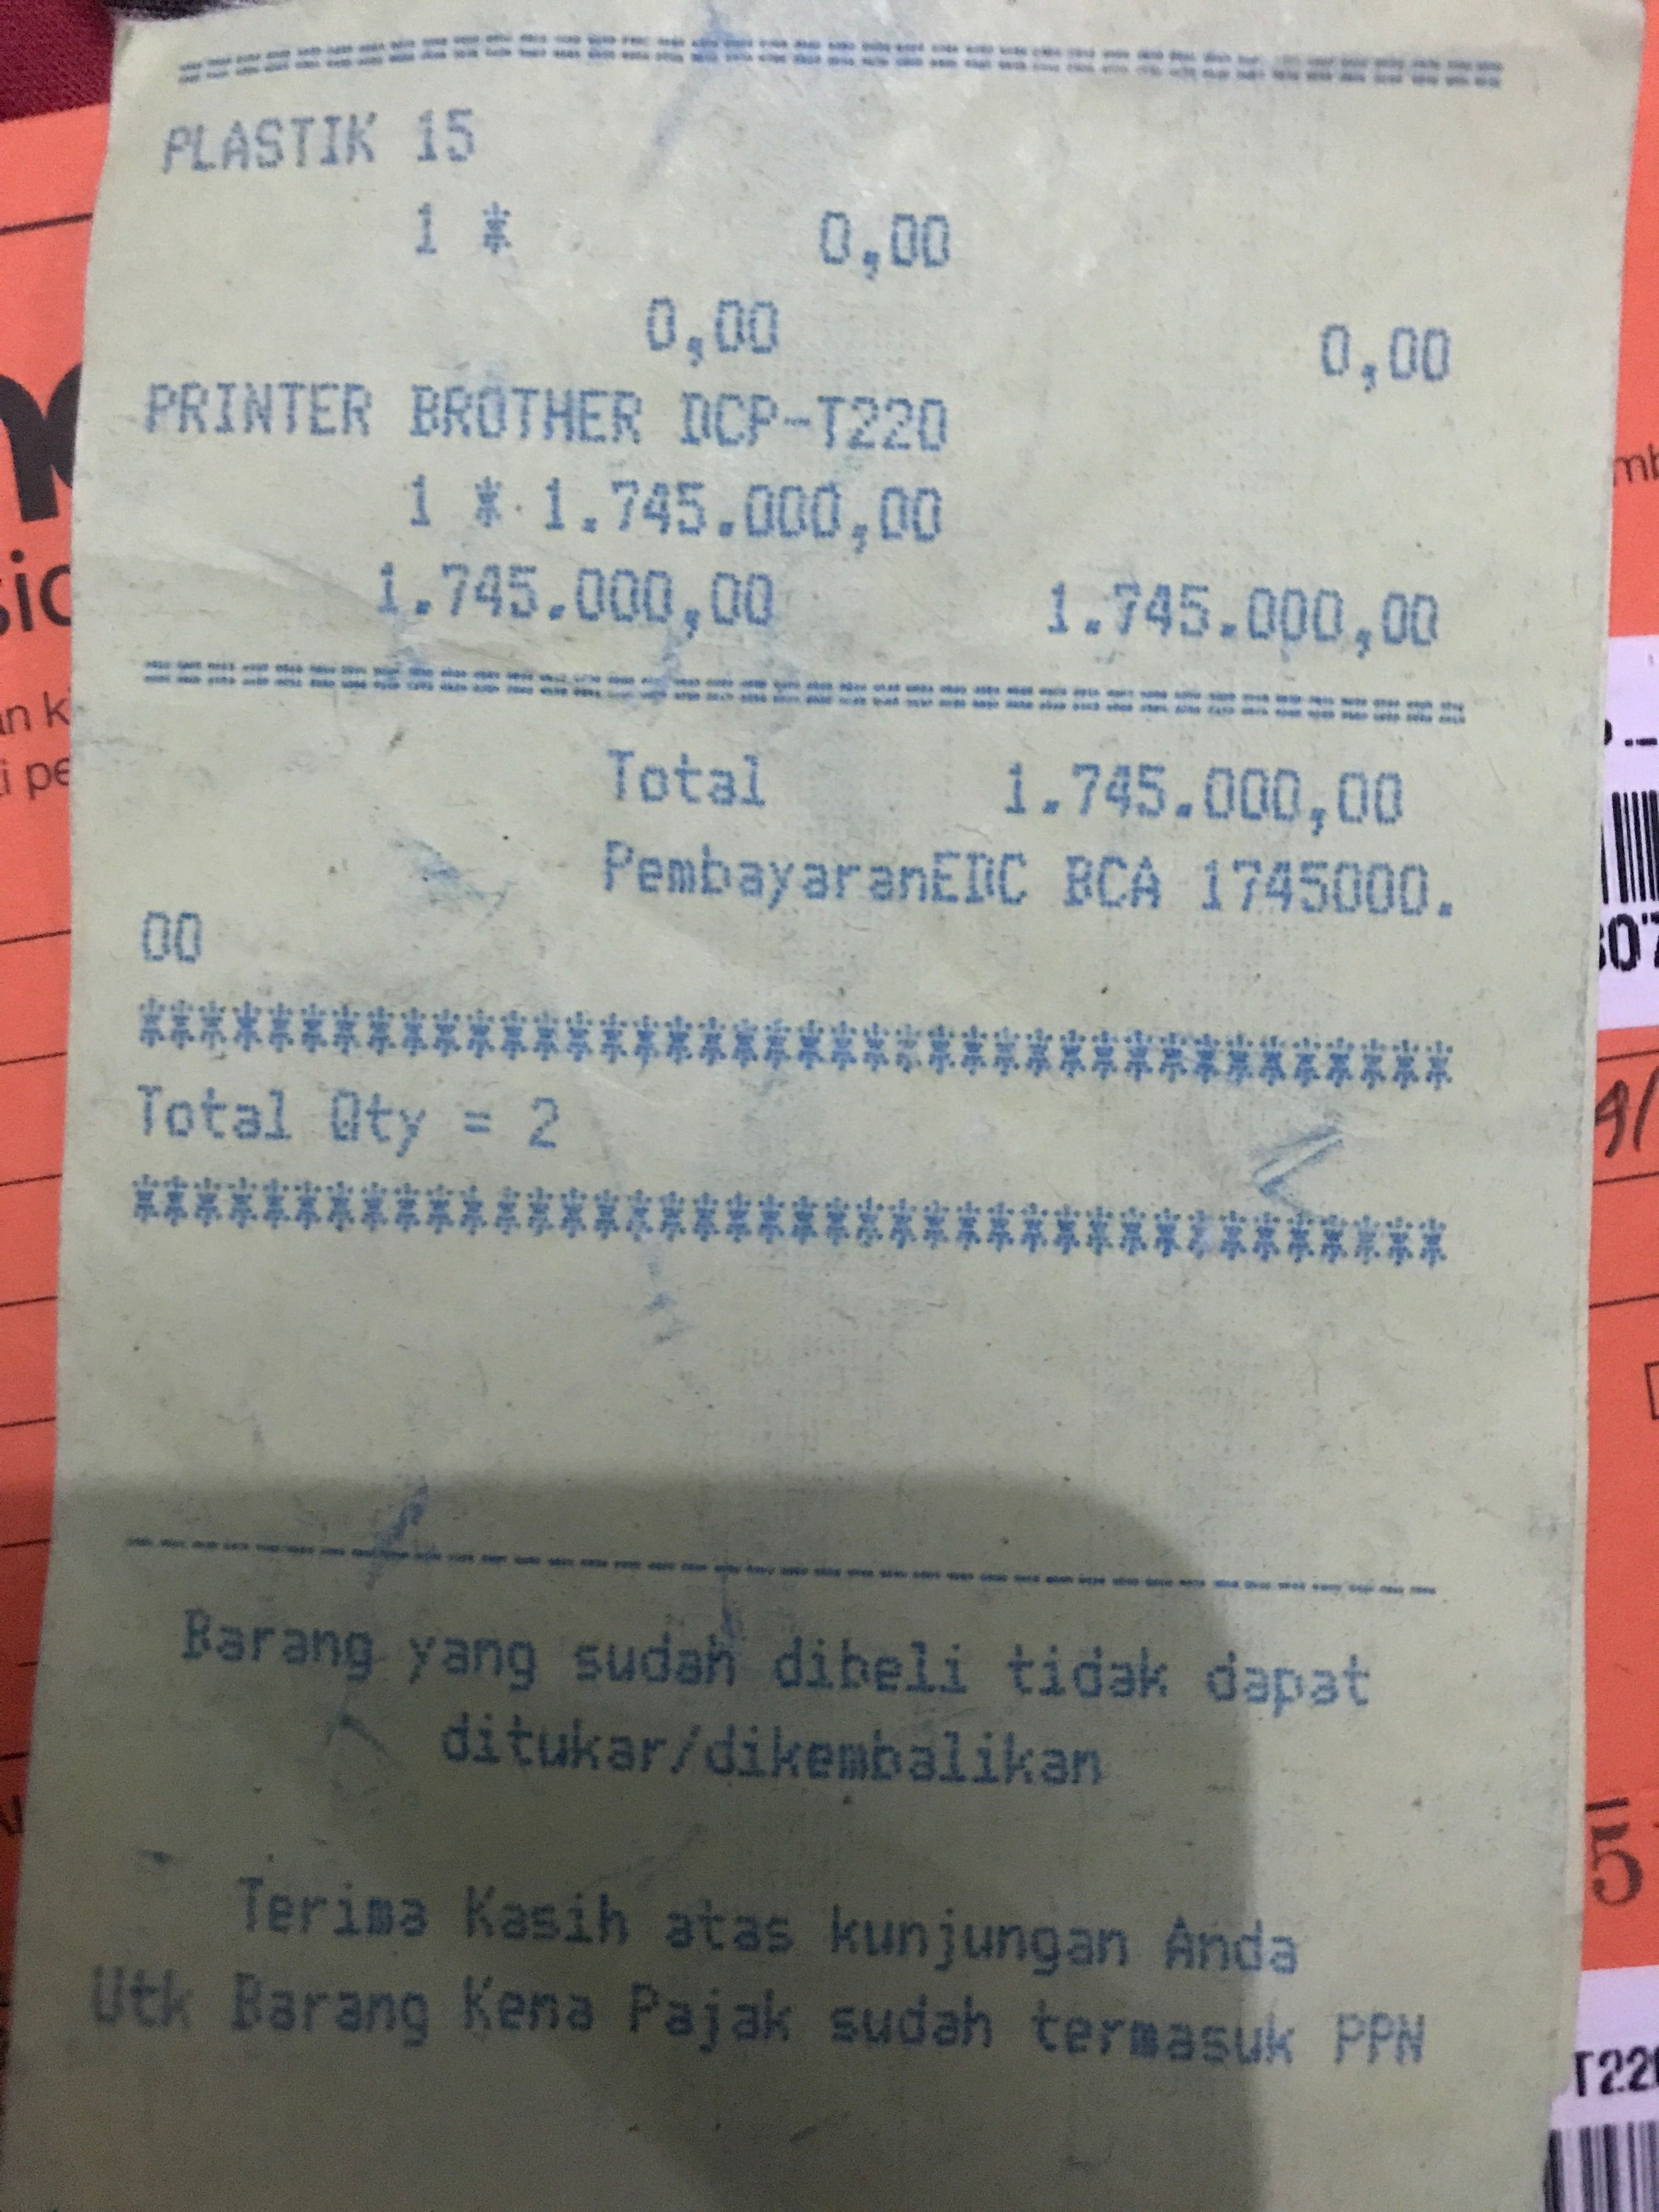 ================================================
PLASTIK 15
1 * 0,00
0,00 0,00
PRINTER BROTHER DCP-T220
1 * 1.745.000,00
1.745.000,00 1.745.000,00
================================================
Total 1.745.000,00
PembayaranEDC BCA 1745000.
00
****************************************
Total Qty = 2
****************************************
----------------------------------------
Barang yang sudah dibeli tidak dapat
ditukar/dikembalikan
Terima Kasih atas kunjungan Anda
Utk Barang Kena Pajak sudah termasuk PPN